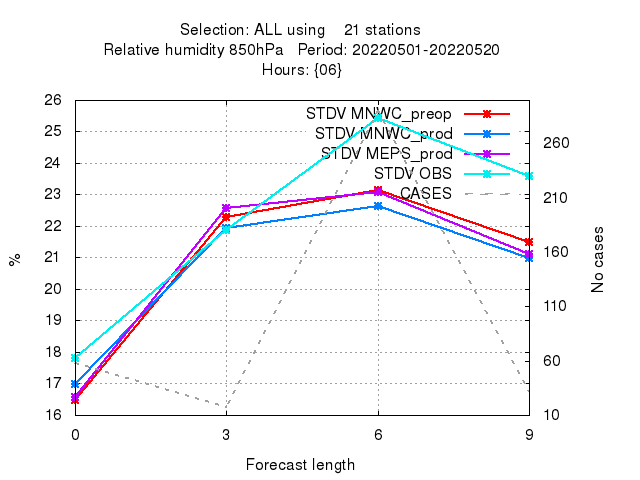 Selection: ALL using 21 stations
Relative humidity 850hPa Period: 20220501-20220520
Hours: {06}
STDV MNWC_preop
STDV MNWC_prod
STDV MEPS_prod
STDV OBS
CASES
26
25
24
23
22
21
20
19
18
17
16
260
210
160
110
60
10
%
No cases
0 3 6 9
Forecast length